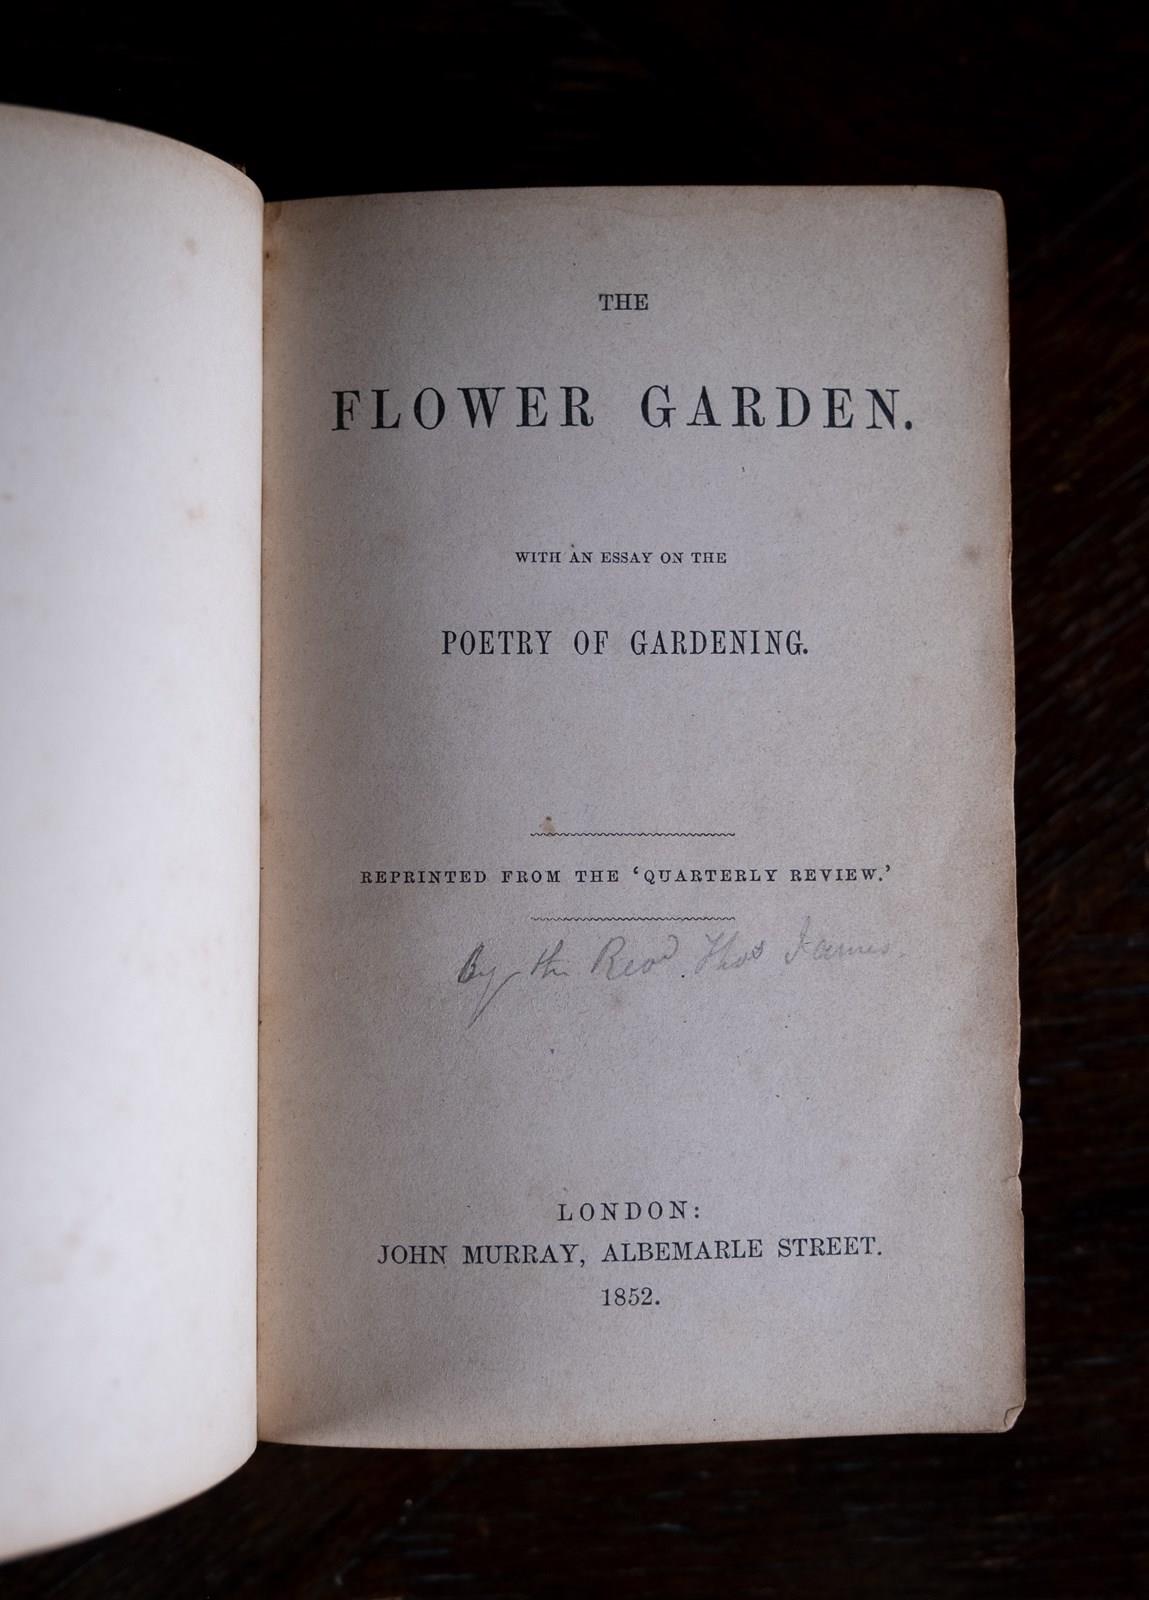 THE
FLOWER GARDEN.
WITH AN ESSAY ON THE
POETRY OF GARDENING.
REPRINTED FROM THE ‘QUARTERLY REVIEW.’
By the Revd. Thos James.
LONDON:
JOHN MURRAY, ALBEMARLE STREET.
1852.